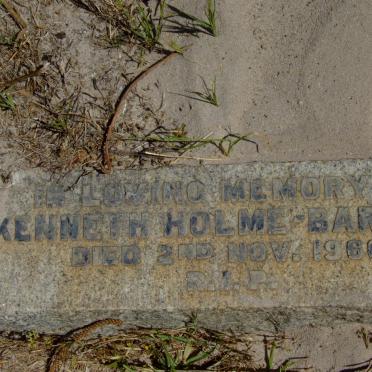 IN LOVING MEMORY
KENNETH HOLME-BAR
DIED 2ND NOV. 196
R.I.P.